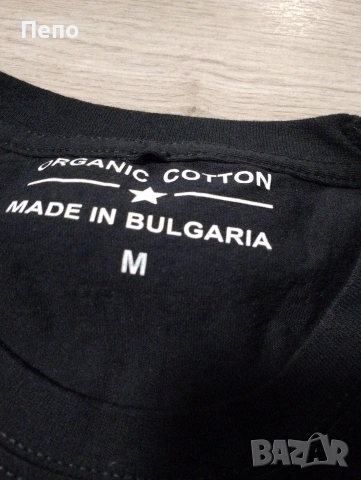 Пепо
ORGANIC COTTON
MADE IN BULGARIA
M
BAZAR